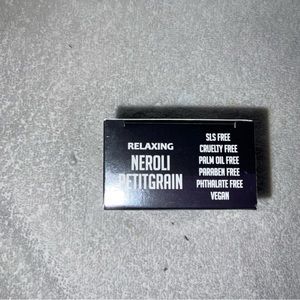 RELAXING
NEROLI
PETITGRAIN
SLS FREE
CRUELTY FREE
PALM OIL FREE
PARABEN FREE
PHTHALATE FREE
VEGAN